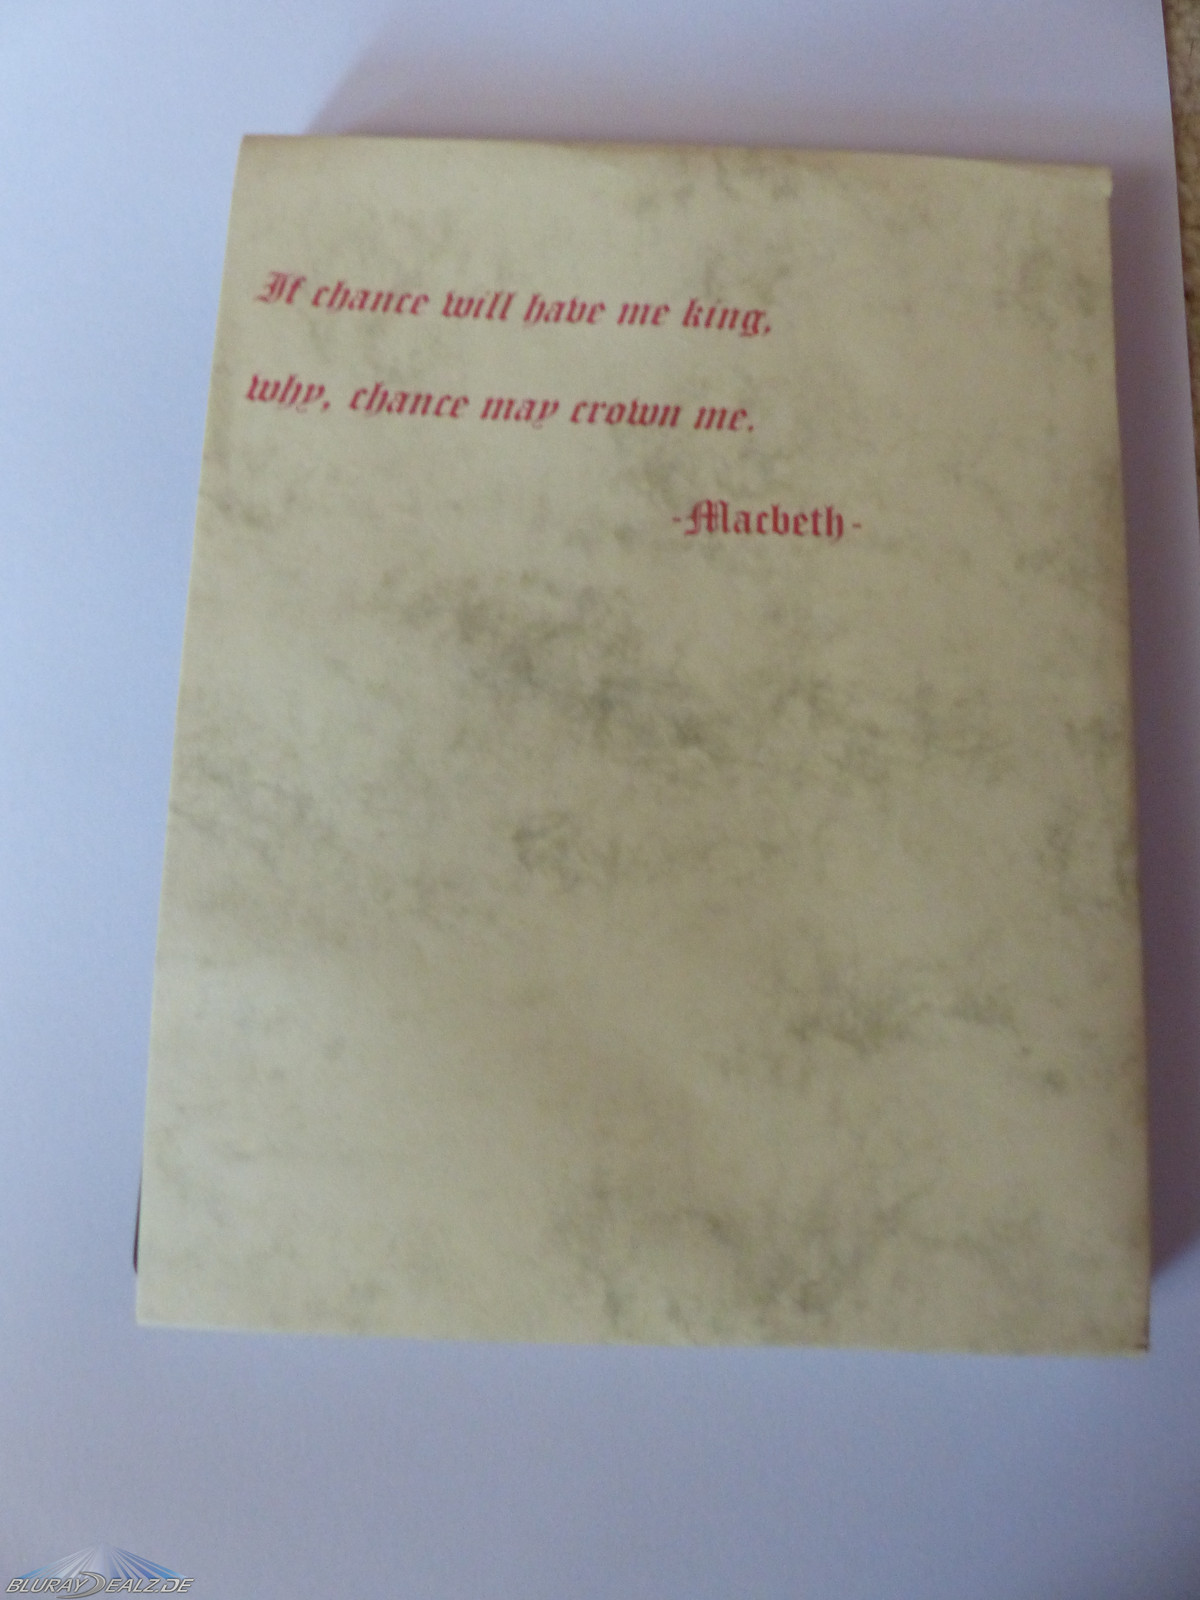 If chance will have me king,
why, chance may crown me.
-Macbeth-
BLURAYDEALZ.DE